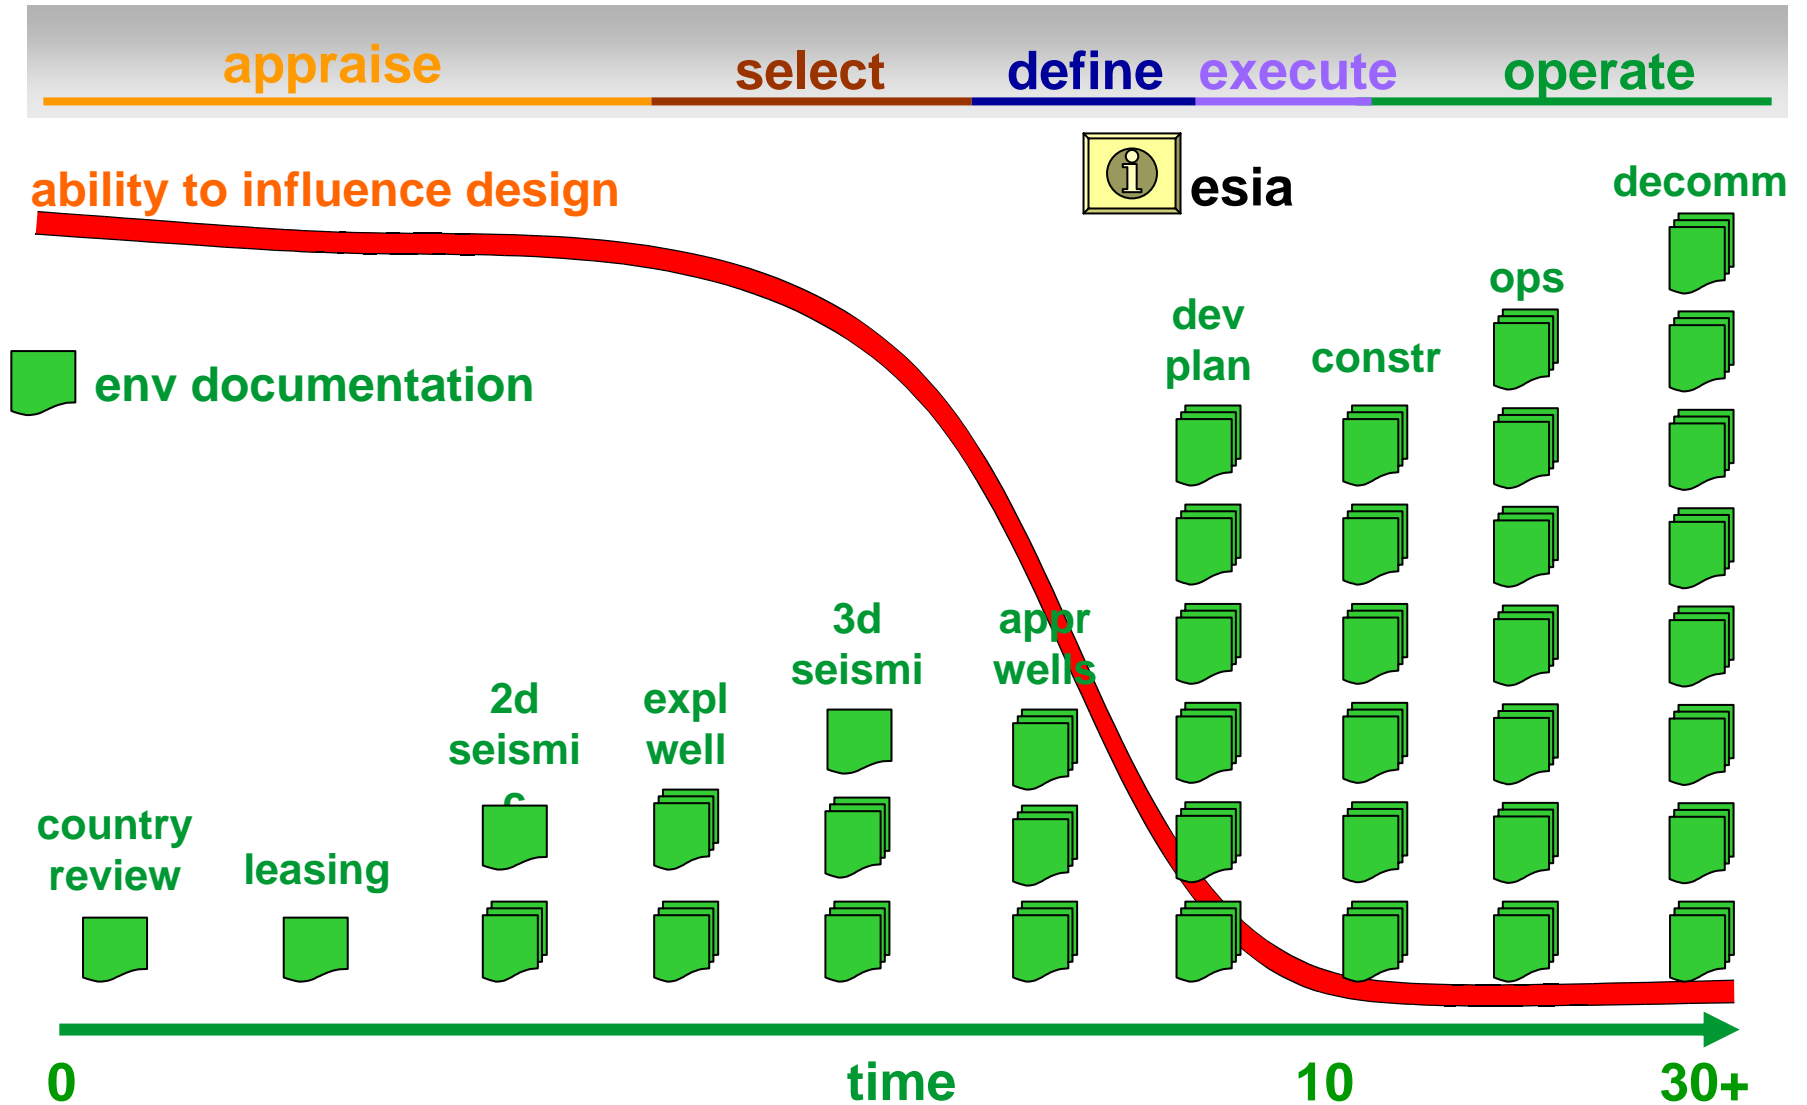 appraise
select
define
execute
operate
ability to influence design
i
esia
decomm
ops
dev
plan
constr
env documentation
3d
seismi
appr
wells
2d
seismi
c
expl
well
country
review
leasing
0
time
10
30+